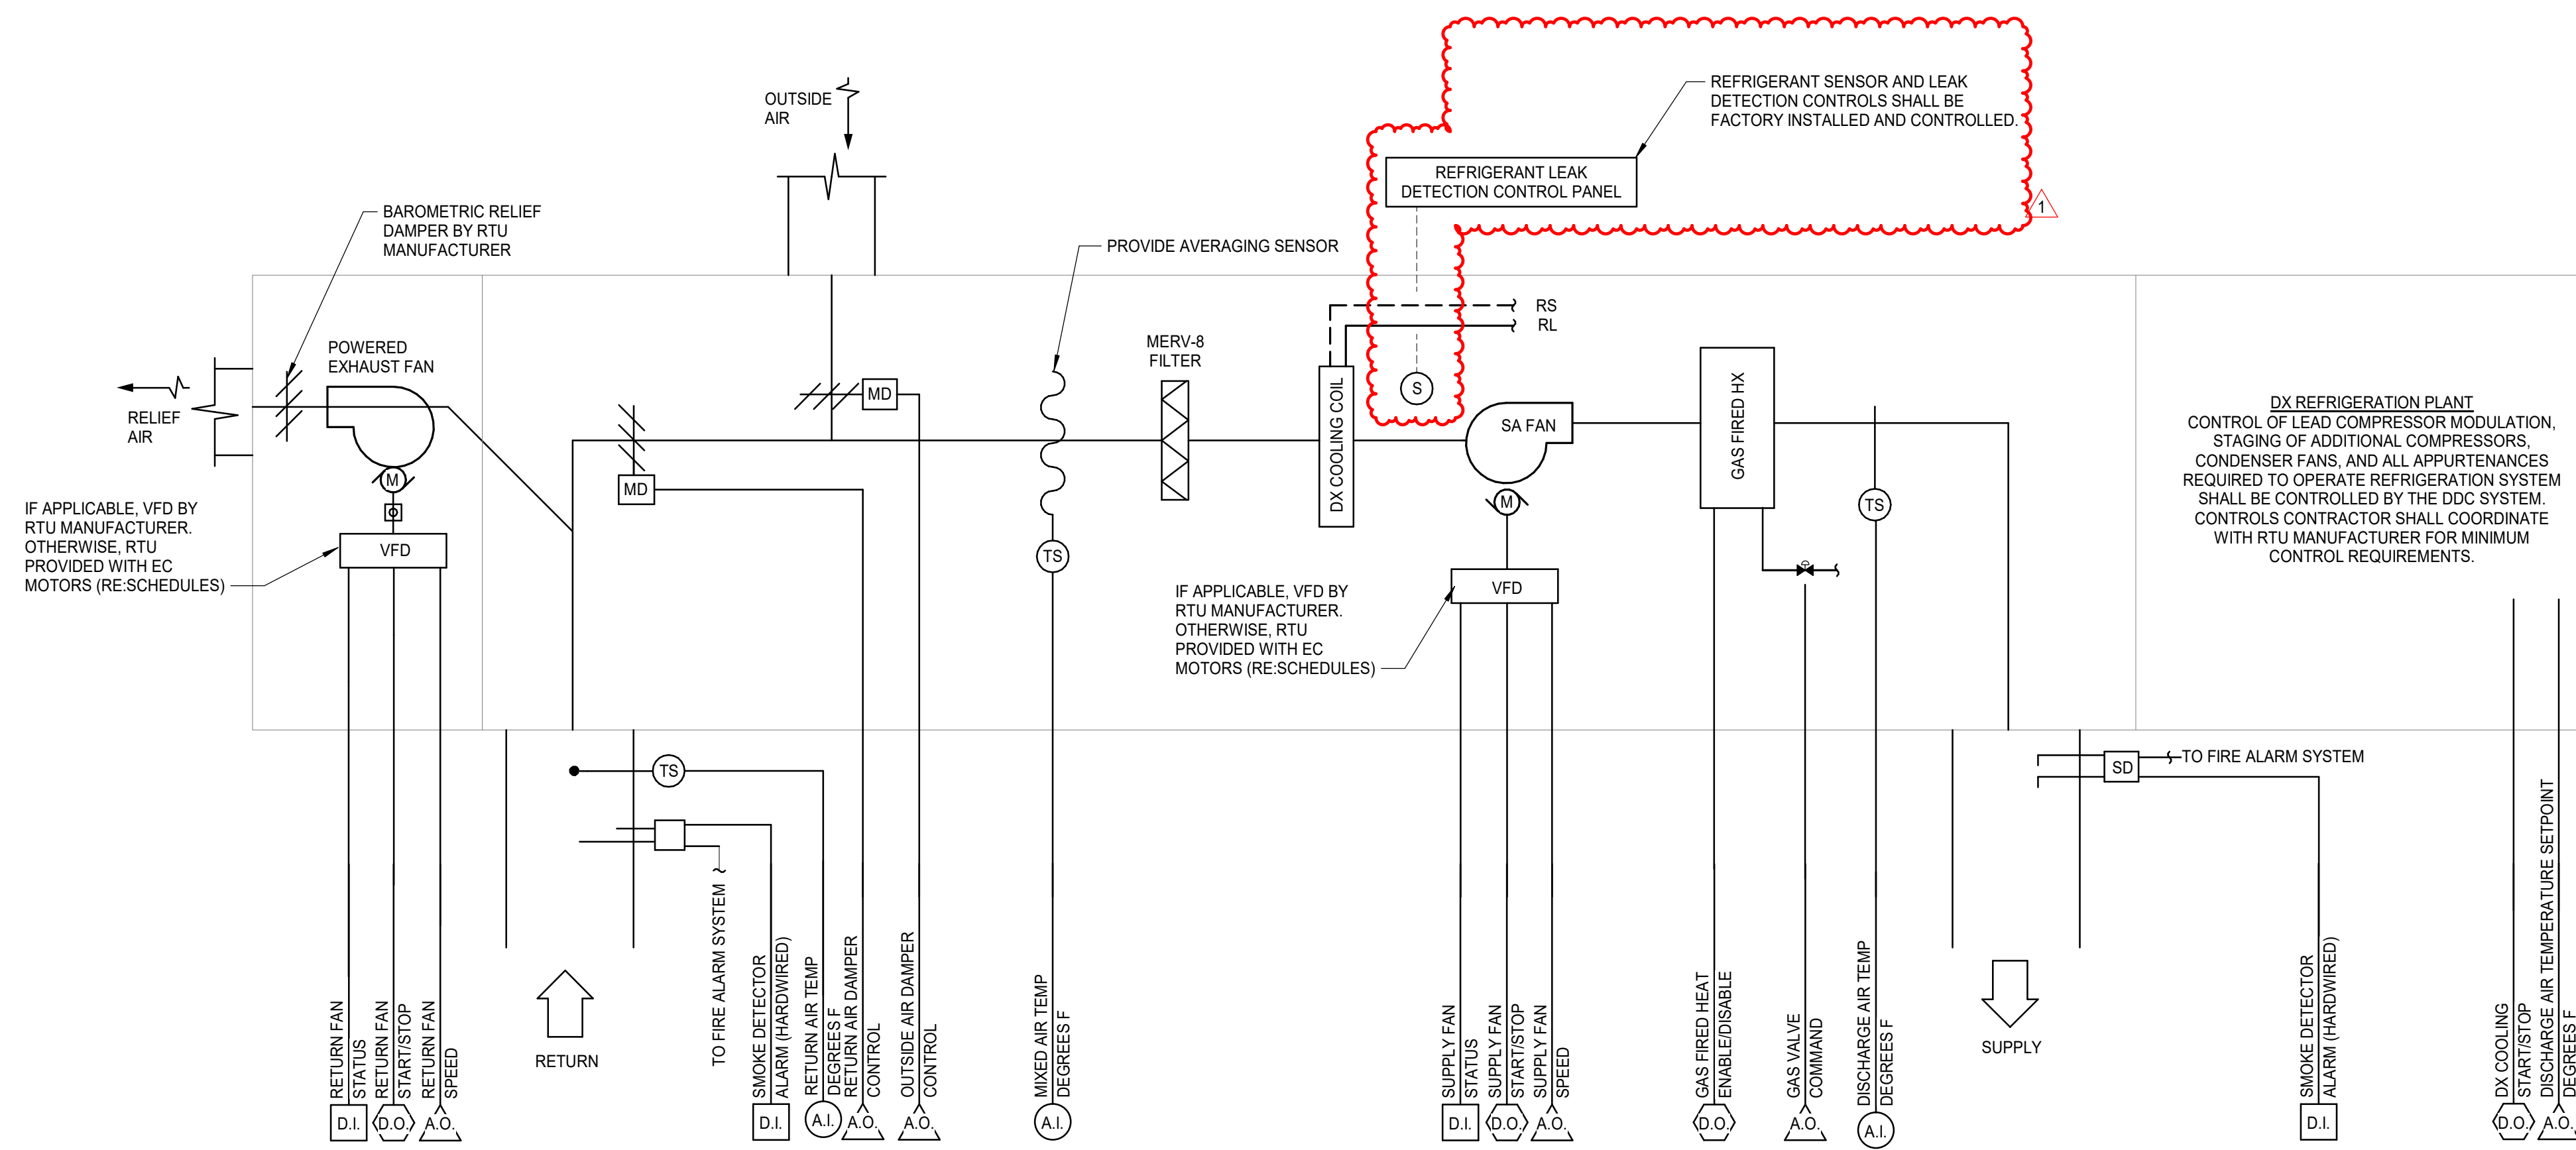 REFRIGERANT SENSOR AND LEAK
DETECTION CONTROLS SHALL BE
FACTORY INSTALLED AND CONTROLLED.
OUTSIDE
AIR
REFRIGERANT LEAK
DETECTION CONTROL PANEL
1
BAROMETRIC RELIEF
DAMPER BY RTU
MANUFACTURER
PROVIDE AVERAGING SENSOR
RS
RL
POWERED
EXHAUST FAN
MERV-8
FILTER
MD
S
RELIEF
AIR
SA FAN
DX COOLING COIL
GAS FIRED HX
M
MD
M
TS
DX REFRIGERATION PLANT
CONTROL OF LEAD COMPRESSOR MODULATION,
STAGING OF ADDITIONAL COMPRESSORS,
CONDENSER FANS, AND ALL APPURTENANCES
REQUIRED TO OPERATE REFRIGERATION SYSTEM
SHALL BE CONTROLLED BY THE DDC SYSTEM.
CONTROLS CONTRACTOR SHALL COORDINATE
WITH RTU MANUFACTURER FOR MINIMUM
CONTROL REQUIREMENTS.
IF APPLICABLE, VFD BY
RTU MANUFACTURER.
OTHERWISE, RTU
PROVIDED WITH EC
MOTORS (RE:SCHEDULES)
VFD
TS
IF APPLICABLE, VFD BY
RTU MANUFACTURER.
OTHERWISE, RTU
PROVIDED WITH EC
MOTORS (RE:SCHEDULES)
VFD
TS
SD
TO FIRE ALARM SYSTEM
RETURN
SUPPLY
RETURN FAN
STATUS
RETURN FAN
START/STOP
RETURN FAN
SPEED
TO FIRE ALARM SYSTEM
SMOKE DETECTOR
ALARM (HARDWIRED)
RETURN AIR TEMP
DEGREES F
RETURN AIR DAMPER
CONTROL
OUTSIDE AIR DAMPER
CONTROL
MIXED AIR TEMP
DEGREES F
SUPPLY FAN
STATUS
SUPPLY FAN
START/STOP
SUPPLY FAN
SPEED
GAS FIRED HEAT
ENABLE/DISABLE
GAS VALVE
COMMAND
DISCHARGE AIR TEMP
DEGREES F
SMOKE DETECTOR
ALARM (HARDWIRED)
DX COOLING
START/STOP
DISCHARGE AIR TEMPERATURE SETPOINT
DEGREES F
D.I.
D.O.
A.O.
D.I.
A.I.
A.O.
A.O.
A.I.
D.I.
D.O.
A.O.
D.O.
A.O.
A.I.
D.I.
D.O.
A.O.